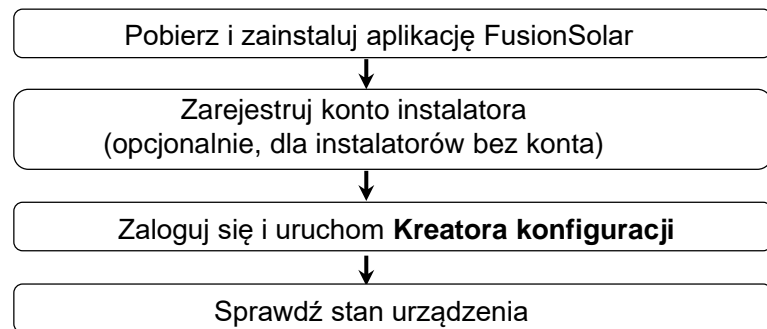 Pobierz i zainstaluj aplikację FusionSolar
Zarejestruj konto instalatora
(opcjonalnie, dla instalatorów bez konta)
Zaloguj się i uruchom Kreatora konfiguracji
Sprawdź stan urządzenia